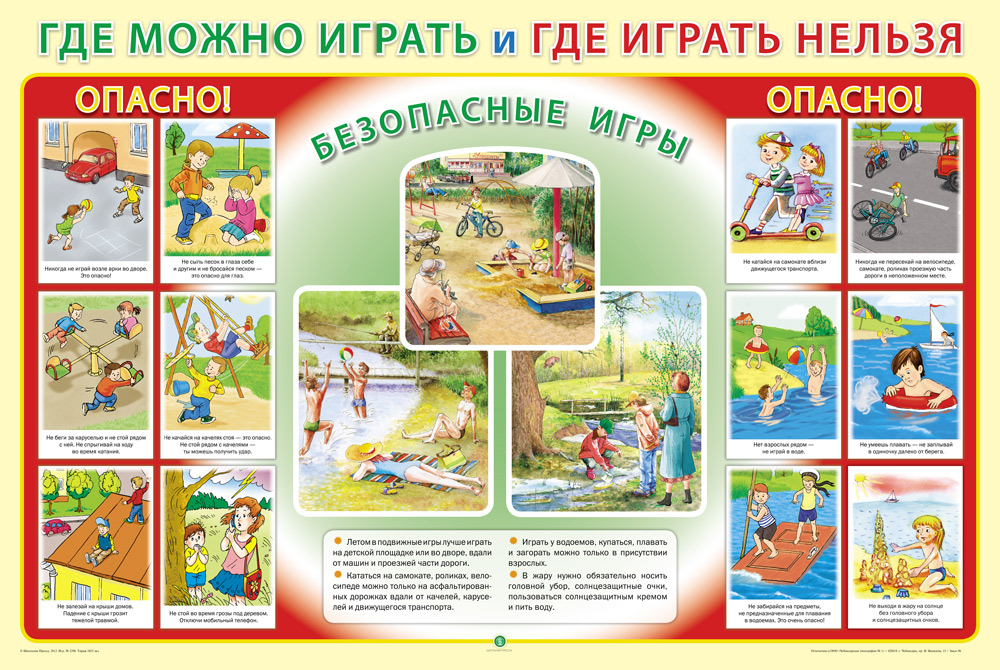 ГДЕ МОЖНО ИГРАТЬ и ГДЕ ИГРАТЬ НЕЛЬЗЯ
ОПАСНО!
БЕЗОПАСНЫЕ ИГРЫ
ОПАСНО!
Никогда не играй возле арки во дворе.
Это опасно!
Не сыпь песок в глаза себе
и другим и не бросайся песком —
это опасно для глаз.
Не беги за каруселью и не стой рядом
с ней. Не спрыгивай на ходу
во время катания.
Не качайся на качелях стоя — это опасно.
Не стой рядом с качелями —
ты можешь получить удар.
Не залезай на крыши домов.
Падение с крыши грозит
тяжелой травмой.
Не стой во время грозы под деревом.
Отключи мобильный телефон.
Летом в подвижные игры лучше играть
на детской площадке или во дворе, вдали
от машин и проезжей части дороги.
Кататься на самокате, роликах, вело-
сипеде можно только на асфальтирован-
ных дорожках вдали от качелей, карусе-
лей и движущегося транспорта.
Играть у водоемов, купаться, плавать
и загорать можно только в присутствии
взрослых.
В жару нужно обязательно носить
головной убор, солнцезащитные очки,
пользоваться солнцезащитным кремом
и пить воду.
Не катайся на самокате вблизи
движущегося транспорта.
Никогда не пересекай на велосипеде,
самокате, роликах проезжую часть
дороги в неположенном месте.
Нет взрослых рядом —
не играй в воде.
Не умеешь плавать — не заплывай
в одиночку далеко от берега.
Не забирайся на предметы,
не предназначенные для плавания
в водоемах. Это очень опасно!
Не выходи в жару на солнце
без головного убора
и солнцезащитных очков.